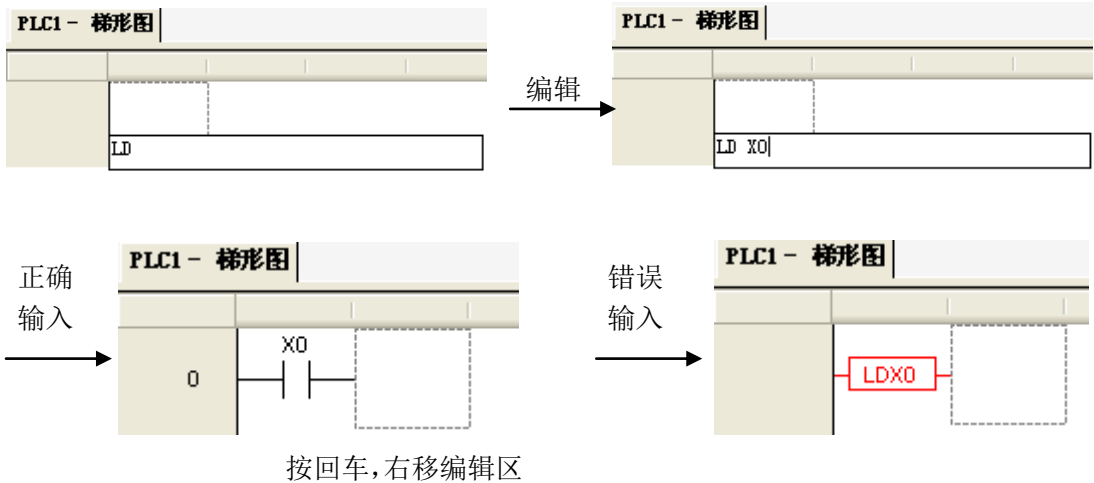 PLC1 - 梯形图
LD
编辑
PLC1 - 梯形图
LD X0
正确
输入
PLC1 - 梯形图
X0
0
错误
输入
PLC1 - 梯形图
LDX0
按回车，右移编辑区